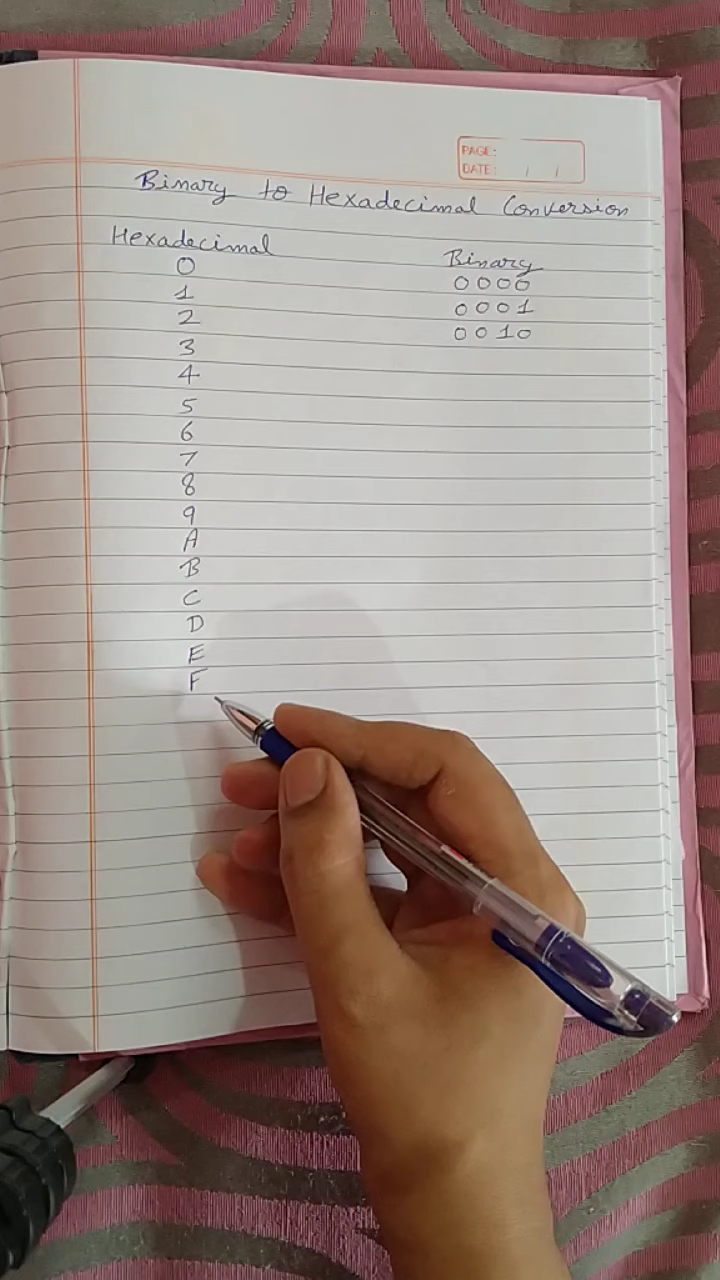 PAGE:
DATE: / /
Binary to Hexadecimal Conversion
Hexadecimal Binary
0 0000
1 0001
2 0010
3
4
5
6
7
8
9
A
B
C
D
E
F